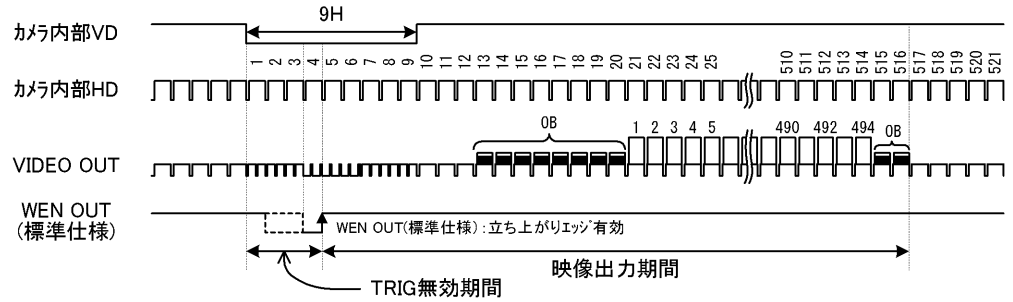 9H
カメラ内部VD
1 2 3 4 5 6 7 8 9 10 11 12 13 14 15 16 17 18 19 20 21 22 23 24 25 510 511 512 513 514 515 516 517 518 519 520 521
カメラ内部HD
OB 1 2 3 4 5 490 492 494 OB
VIDEO OUT
WEN OUT
(標準仕様)
WEN OUT(標準仕様):立ち上がりエッジ有効
映像出力期間
TRIG無効期間